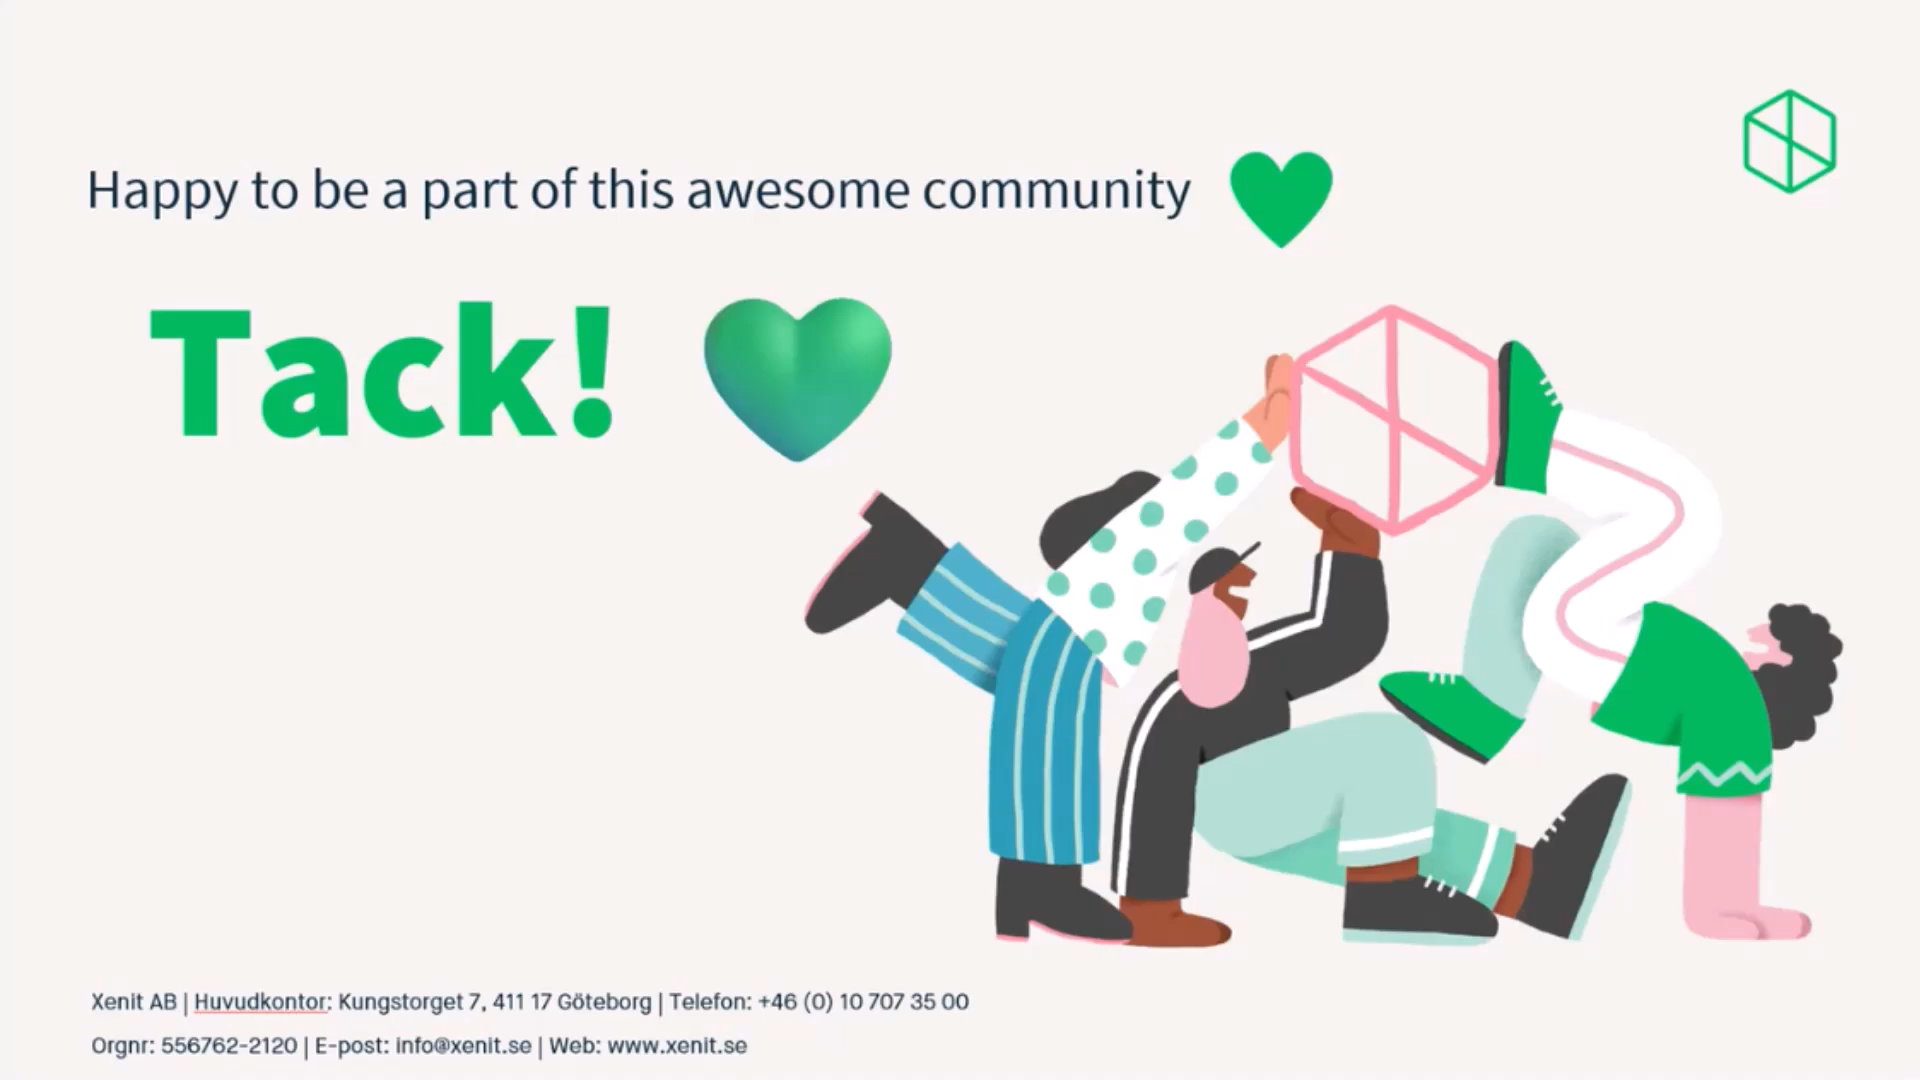 Happy to be a part of this awesome community
Tack!
Xenit AB | Huvudkontor: Kungstorget 7, 411 17 Göteborg | Telefon: +46 (0) 10 707 35 00
Orgnr: 556762-2120 | E-post: info@xenit.se | Web: www.xenit.se